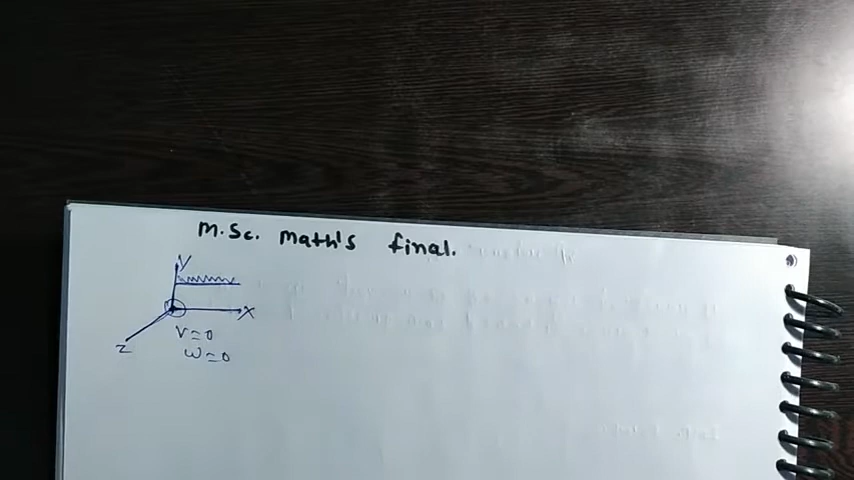 M.Sc. Math's final.
Y
X
V=0
Z
W=0